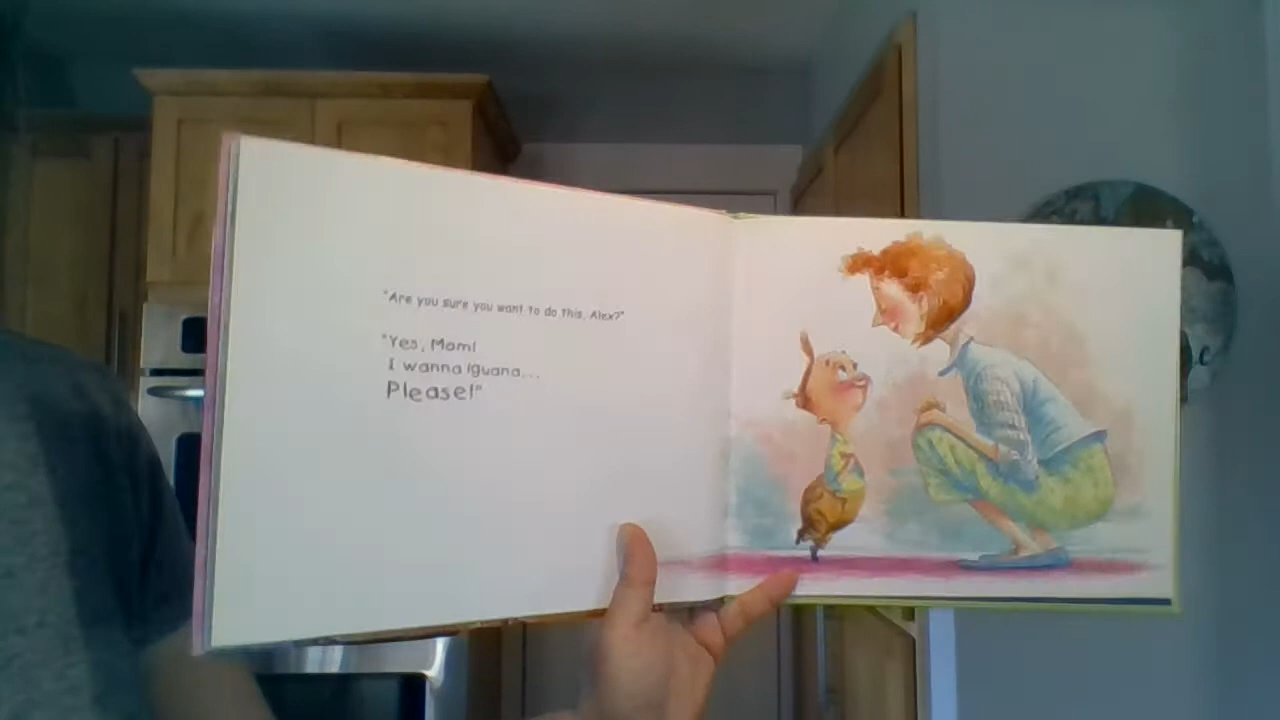 "Are you sure you want to do this, Alex?"
"Yes, Mom!
I wanna Iguana...
Please!"